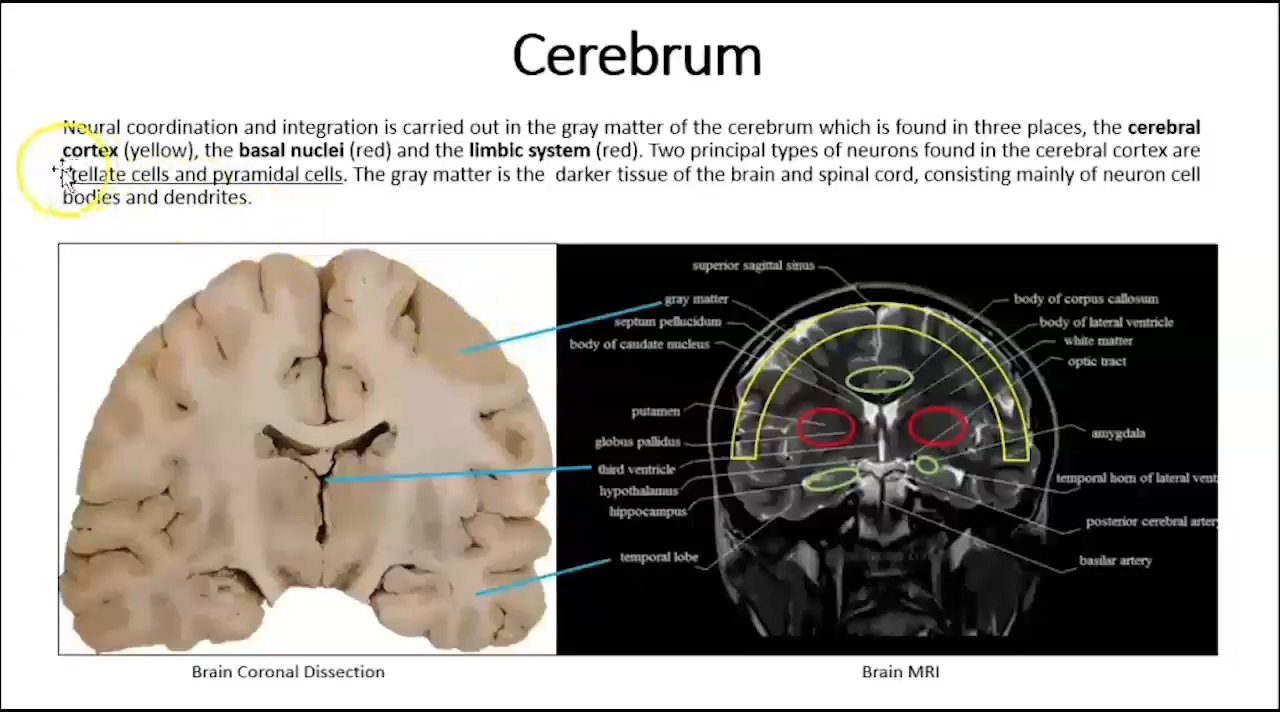 Cerebrum
Neural coordination and integration is carried out in the gray matter of the cerebrum which is found in three places, the cerebral
cortex (yellow), the basal nuclei (red) and the limbic system (red). Two principal types of neurons found in the cerebral cortex are
stellate cells and pyramidal cells. The gray matter is the darker tissue of the brain and spinal cord, consisting mainly of neuron cell
bodies and dendrites.
superior sagittal sinus
gray matter
septum pellucidum
body of caudate nucleus
putamen
globus pallidus
third ventricle
hypothalamus
hippocampus
temporal lobe
body of corpus callosum
body of lateral ventricle
white matter
optic tract
amygdala
temporal horn of lateral vent
posterior cerebral artery
basilar artery
Brain Coronal Dissection
Brain MRI